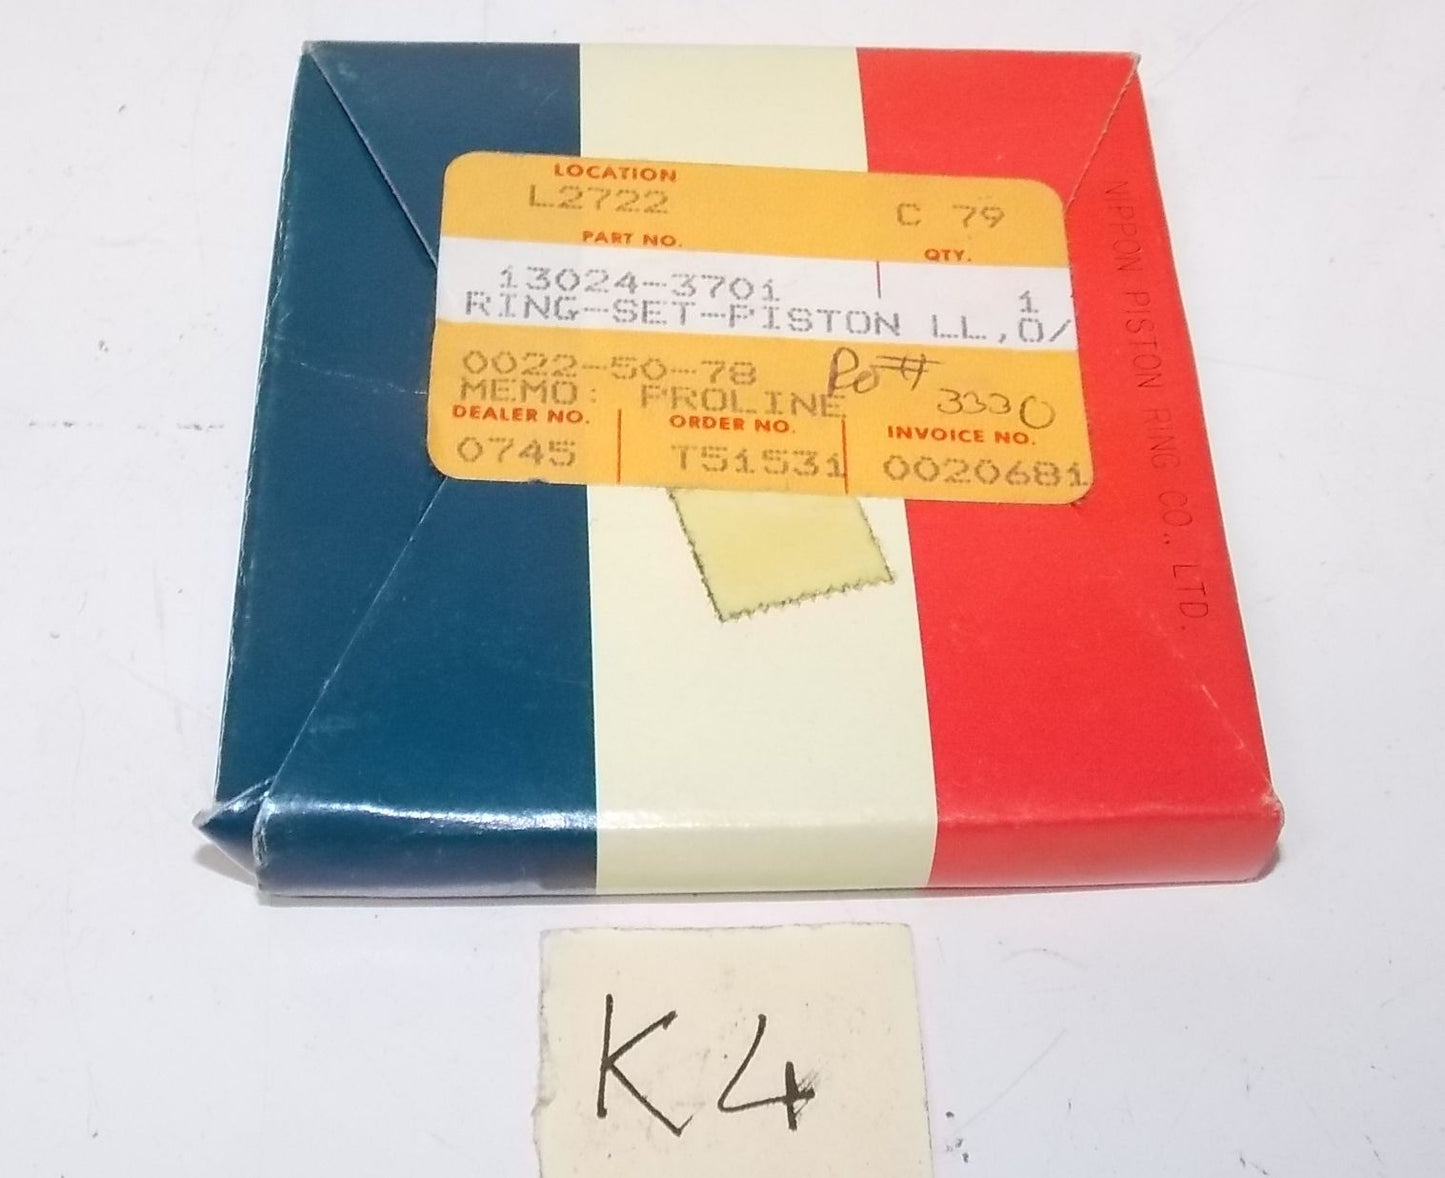 LOCATION
L2722
C 79
PART NO.
QTY.
13024-3701
1
RING-SET-PISTON LL,O/
0022-50-78
Po#
3330
MEMO: PROLINE
DEALER NO.
ORDER NO.
INVOICE NO.
0745
T51531
0020681
NIPPON PISTON RING CO., LTD.
K4